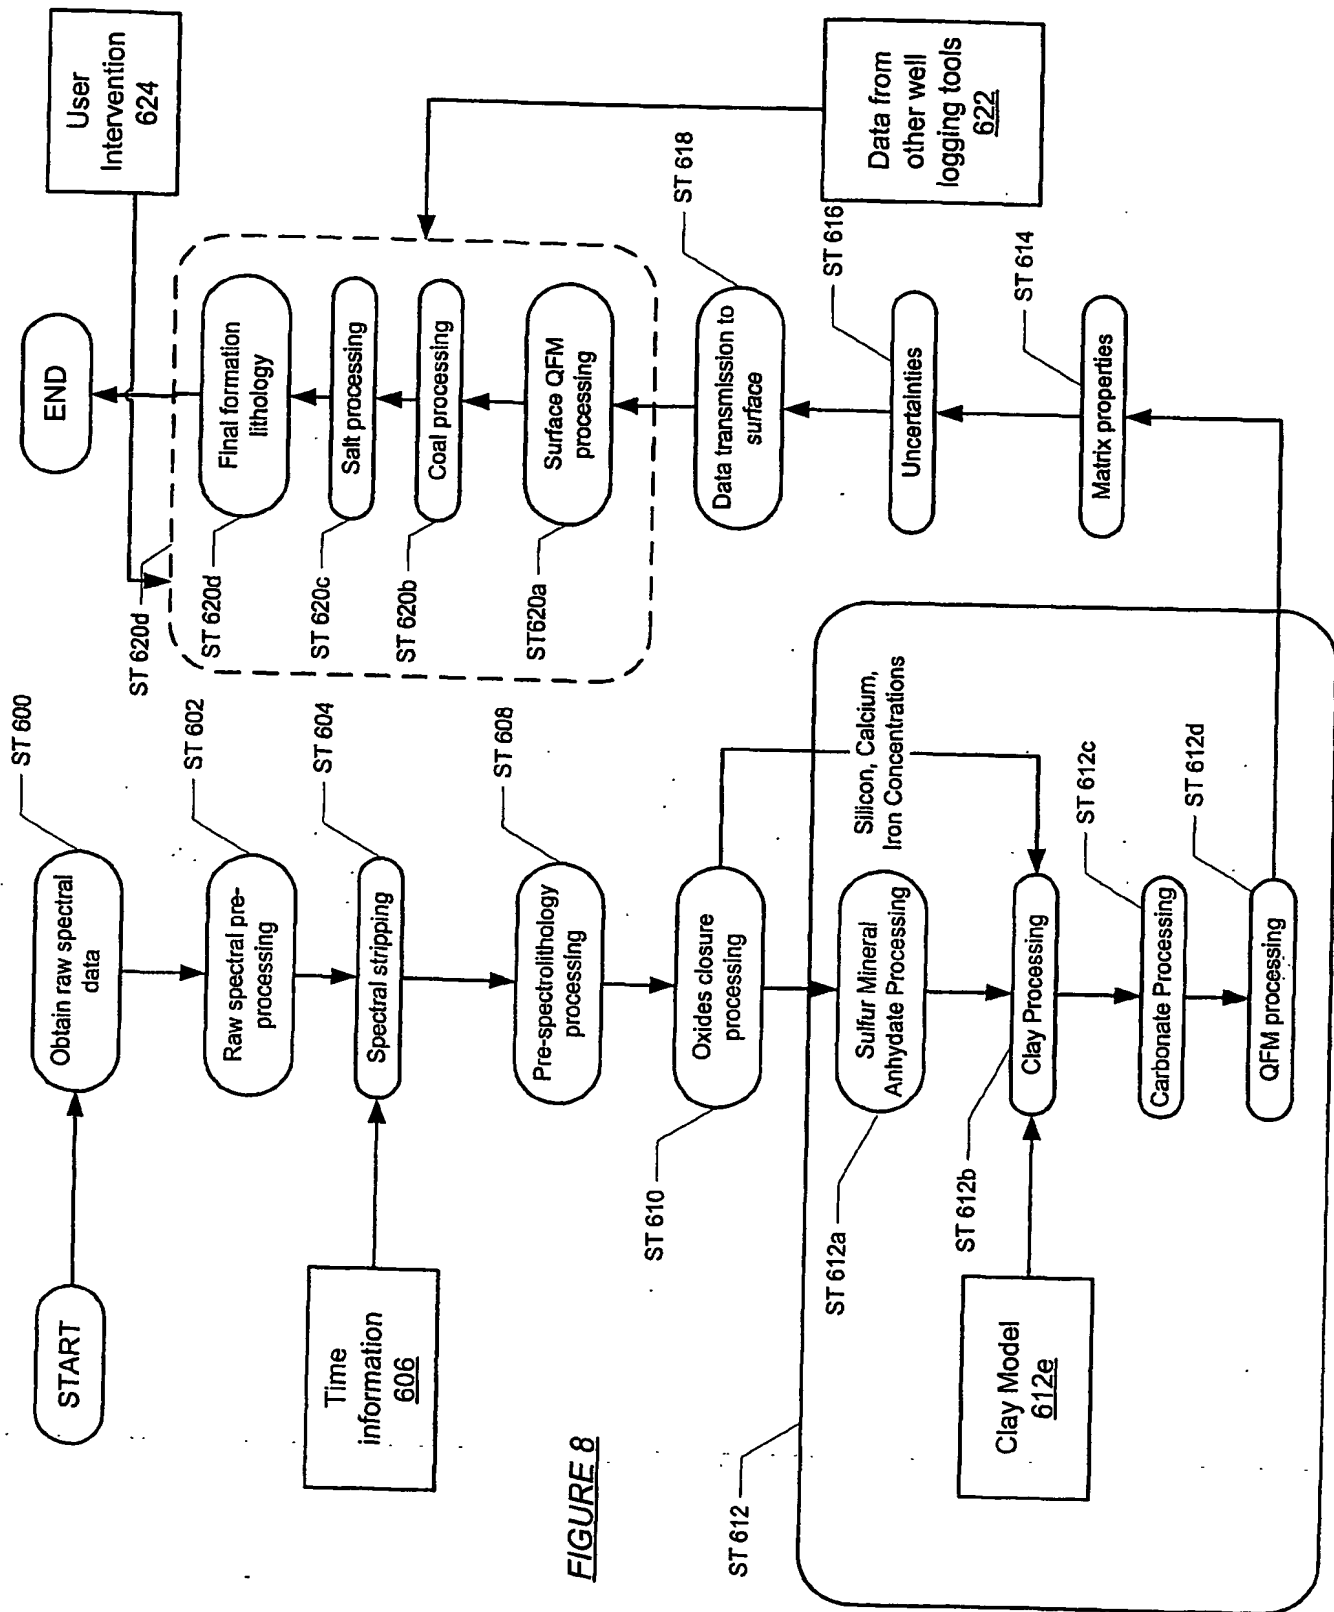 START
Obtain raw spectral
data
ST 600
Raw spectral pre-
processing
ST 602
Time
information
606
Spectral stripping
ST 604
Pre-spectrolithology
processing
ST 608
Oxides closure
processing
ST 610
Silicon, Calcium,
Iron Concentrations
ST 612
Sulfur Mineral
Anhydate Processing
ST 612a
Clay Model
612e
Clay Processing
ST 612b
Carbonate Processing
ST 612c
QFM processing
ST 612d
Matrix properties
ST 614
Uncertainties
ST 616
Data transmission to
surface
ST 618
Data from
other well
logging tools
622
Surface QFM
processing
ST620a
Coal processing
ST 620b
Salt processing
ST 620c
Final formation
lithology
ST 620d
ST 620d
User
Intervention
624
END
FIGURE 8